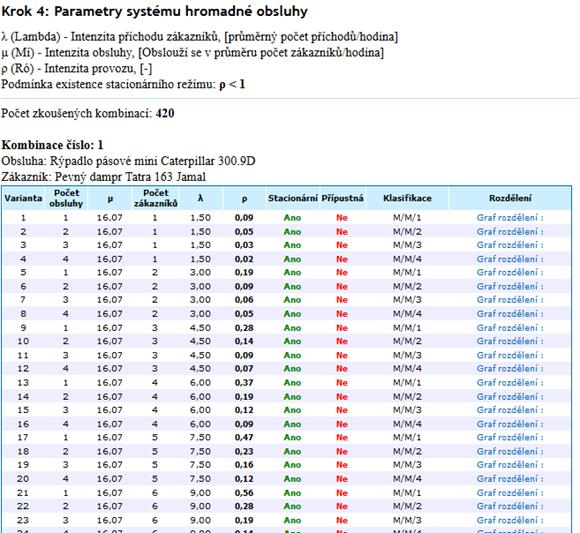 Krok 4: Parametry systému hromadné obsluhy
λ (Lambda) - Intenzita příchodu zákazníků, [průměrný počet příchodů/hodina]
μ (Mí) - Intenzita obsluhy, [Obslouží se v průměru počet zákazníků/hodina]
ρ (Ró) - Intenzita provozu, [-]
Podmínka existence stacionárního režimu: ρ < 1
Počet zkoušených kombinací: 420
Kombinace číslo: 1
Obsluha: Rýpadlo pásové mini Caterpillar 300.9D
Zákazník: Pevný dampr Tatra 163 Jamal
Varianta Počet obsluhy μ Počet zákazníků λ ρ Stacionární Přípustná Klasifikace Rozdělení
1 1 16,07 1 1,50 0,09 Ano Ne M/M/1 Graf rozdělení :
2 2 16,07 1 1,50 0,05 Ano Ne M/M/2 Graf rozdělení :
3 3 16,07 1 1,50 0,03 Ano Ne M/M/3 Graf rozdělení :
4 4 16,07 1 1,50 0,02 Ano Ne M/M/4 Graf rozdělení :
5 1 16,07 2 3,00 0,19 Ano Ne M/M/1 Graf rozdělení :
6 2 16,07 2 3,00 0,09 Ano Ne M/M/2 Graf rozdělení :
7 3 16,07 2 3,00 0,06 Ano Ne M/M/3 Graf rozdělení :
8 4 16,07 2 3,00 0,05 Ano Ne M/M/4 Graf rozdělení :
9 1 16,07 3 4,50 0,28 Ano Ne M/M/1 Graf rozdělení :
10 2 16,07 3 4,50 0,14 Ano Ne M/M/2 Graf rozdělení :
11 3 16,07 3 4,50 0,09 Ano Ne M/M/3 Graf rozdělení :
12 4 16,07 3 4,50 0,07 Ano Ne M/M/4 Graf rozdělení :
13 1 16,07 4 6,00 0,37 Ano Ne M/M/1 Graf rozdělení :
14 2 16,07 4 6,00 0,19 Ano Ne M/M/2 Graf rozdělení :
15 3 16,07 4 6,00 0,12 Ano Ne M/M/3 Graf rozdělení :
16 4 16,07 4 6,00 0,09 Ano Ne M/M/4 Graf rozdělení :
17 1 16,07 5 7,50 0,47 Ano Ne M/M/1 Graf rozdělení :
18 2 16,07 5 7,50 0,23 Ano Ne M/M/2 Graf rozdělení :
19 3 16,07 5 7,50 0,16 Ano Ne M/M/3 Graf rozdělení :
20 4 16,07 5 7,50 0,12 Ano Ne M/M/4 Graf rozdělení :
21 1 16,07 6 9,00 0,56 Ano Ne M/M/1 Graf rozdělení :
22 2 16,07 6 9,00 0,28 Ano Ne M/M/2 Graf rozdělení :
23 3 16,07 6 9,00 0,19 Ano Ne M/M/3 Graf rozdělení :